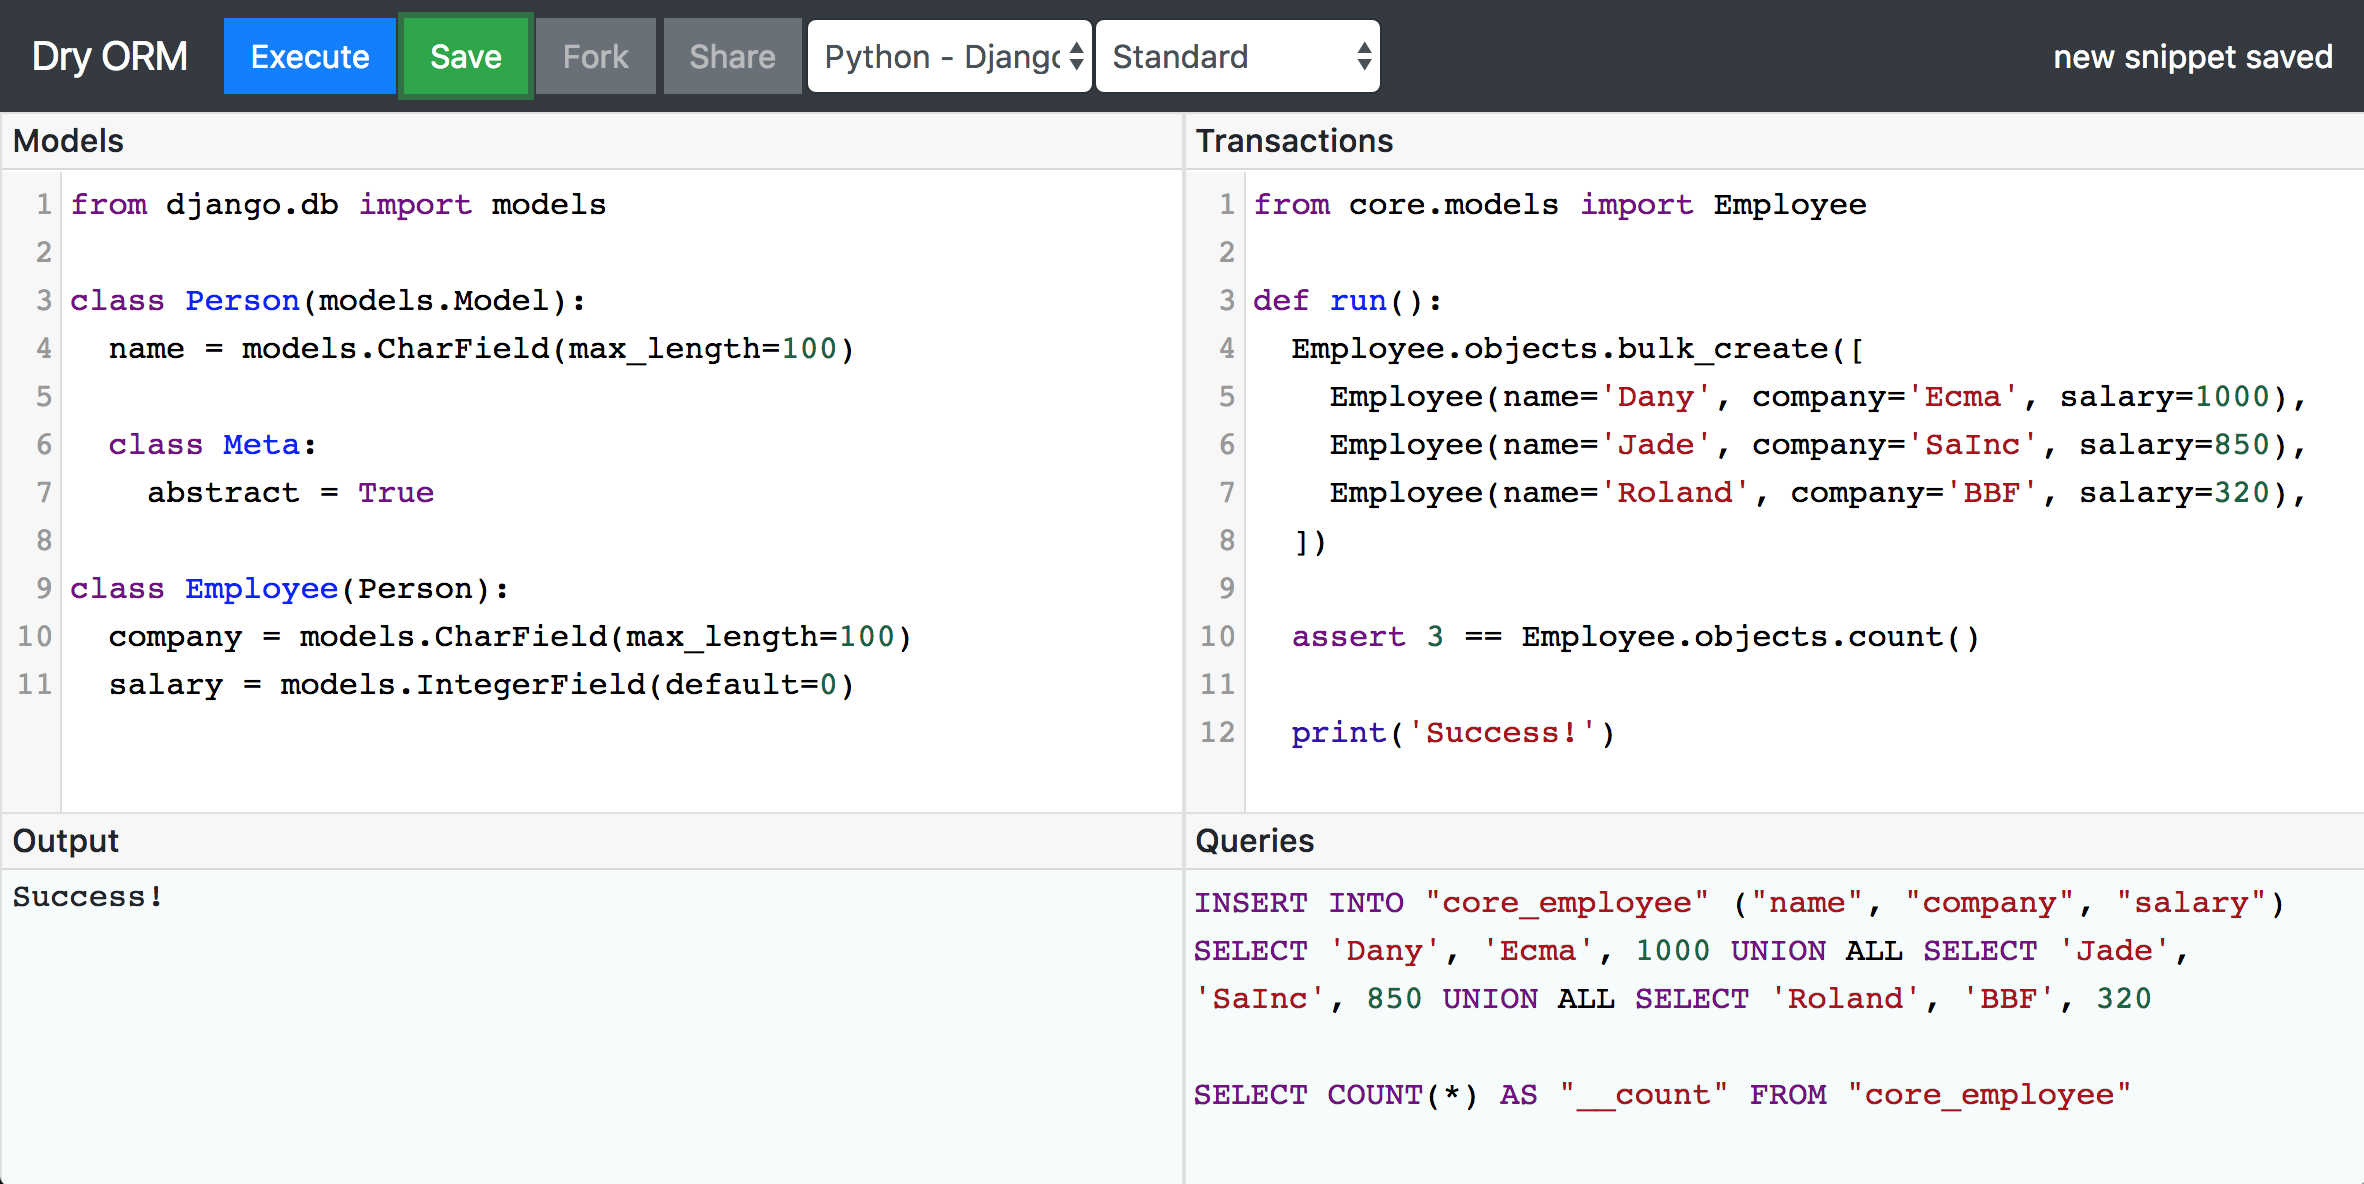 Dry ORM Execute Save Fork Share Python - Django Standard new snippet saved
Models
1 from django.db import models
2
3 class Person(models.Model):
4   name = models.CharField(max_length=100)
5
6   class Meta:
7     abstract = True
8
9 class Employee(Person):
10   company = models.CharField(max_length=100)
11   salary = models.IntegerField(default=0)
Transactions
1 from core.models import Employee
2
3 def run():
4   Employee.objects.bulk_create([
5     Employee(name='Dany', company='Ecma', salary=1000),
6     Employee(name='Jade', company='SaInc', salary=850),
7     Employee(name='Roland', company='BBF', salary=320),
8   ])
9
10   assert 3 == Employee.objects.count()
11
12   print('Success!')
Output
Success!
Queries
INSERT INTO "core_employee" ("name", "company", "salary")
SELECT 'Dany', 'Ecma', 1000 UNION ALL SELECT 'Jade',
'SaInc', 850 UNION ALL SELECT 'Roland', 'BBF', 320
SELECT COUNT(*) AS "__count" FROM "core_employee"